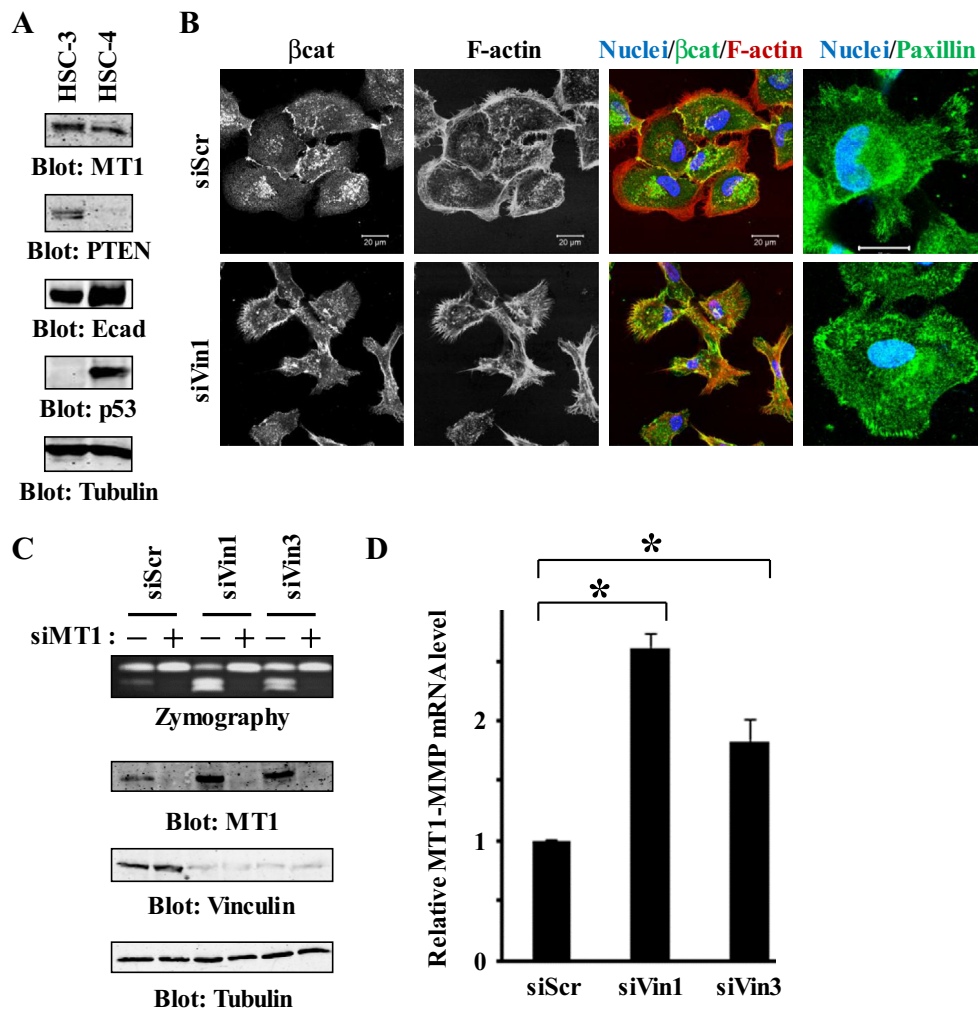 A
HSC-3
HSC-4
Blot: MT1
Blot: PTEN
Blot: Ecad
Blot: p53
Blot: Tubulin
B
βcat
F-actin
Nuclei/βcat/F-actin
Nuclei/Paxillin
siScr
20 μm
20 μm
20 μm
siVin1
C
siScr
siVin1
siVin3
siMT1 : − + − + − +
Zymography
Blot: MT1
Blot: Vinculin
Blot: Tubulin
D
*
*
Relative MT1-MMP mRNA level
2
1
0
siScr
siVin1
siVin3